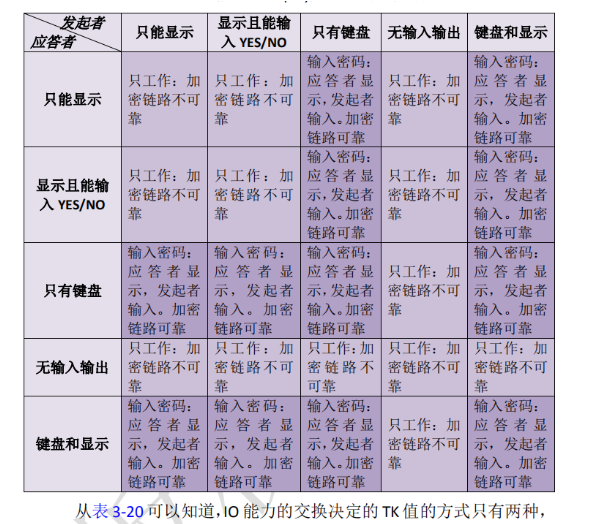 发起者
应答者
只能显示
显示且能输
入 YES/NO
只有键盘
无输入输出
键盘和显示
只能显示
只工作：加
密链路不可
靠
只工作：加
密链路不可
靠
输入密码：
应答者显
示，发起者
输入。加密
链路可靠
只工作：加
密链路不可
靠
输入密码：
应答者显
示，发起者
输入。加密
链路可靠
显示且能输
入 YES/NO
只工作：加
密链路不可
靠
只工作：加
密链路不可
靠
输入密码：
应答者显
示,发起者
输入。加密
链路可靠
只工作：加
密链路不可
靠
输入密码：
应答者显
示，发起者
输入。加密
链路可靠
只有键盘
输入密码：
应答者显
示，发起者
输入。加密
链路可靠
输入密码：
应答者显
示，发起者
输入。加密
链路可靠
输入密码：
应答者显
示，发起者
输入。加密
链路可靠
只工作：加
密链路不可
靠
输入密码：
应答者显
示，发起者
输入。加密
链路可靠
无输入输出
只工作：加
密链路不可
靠
只工作：加
密链路不可
靠
只工作：加
密链路不
可靠
只工作：加
密链路不可
靠
只工作：加
密链路不可
靠
键盘和显示
输入密码：
应答者显
示，发起者
输入。加密
链路可靠
输入密码：
应答者显
示，发起者
输入。加密
链路可靠
输入密码：
应答者显
示，发起者
输入。加密
链路可靠
只工作：加
密链路不可
靠
输入密码：
应答者显
示，发起者
输入。加密
链路可靠
从表 3-20 可以知道，IO 能力的交换决定的 TK 值的方式只有两种，